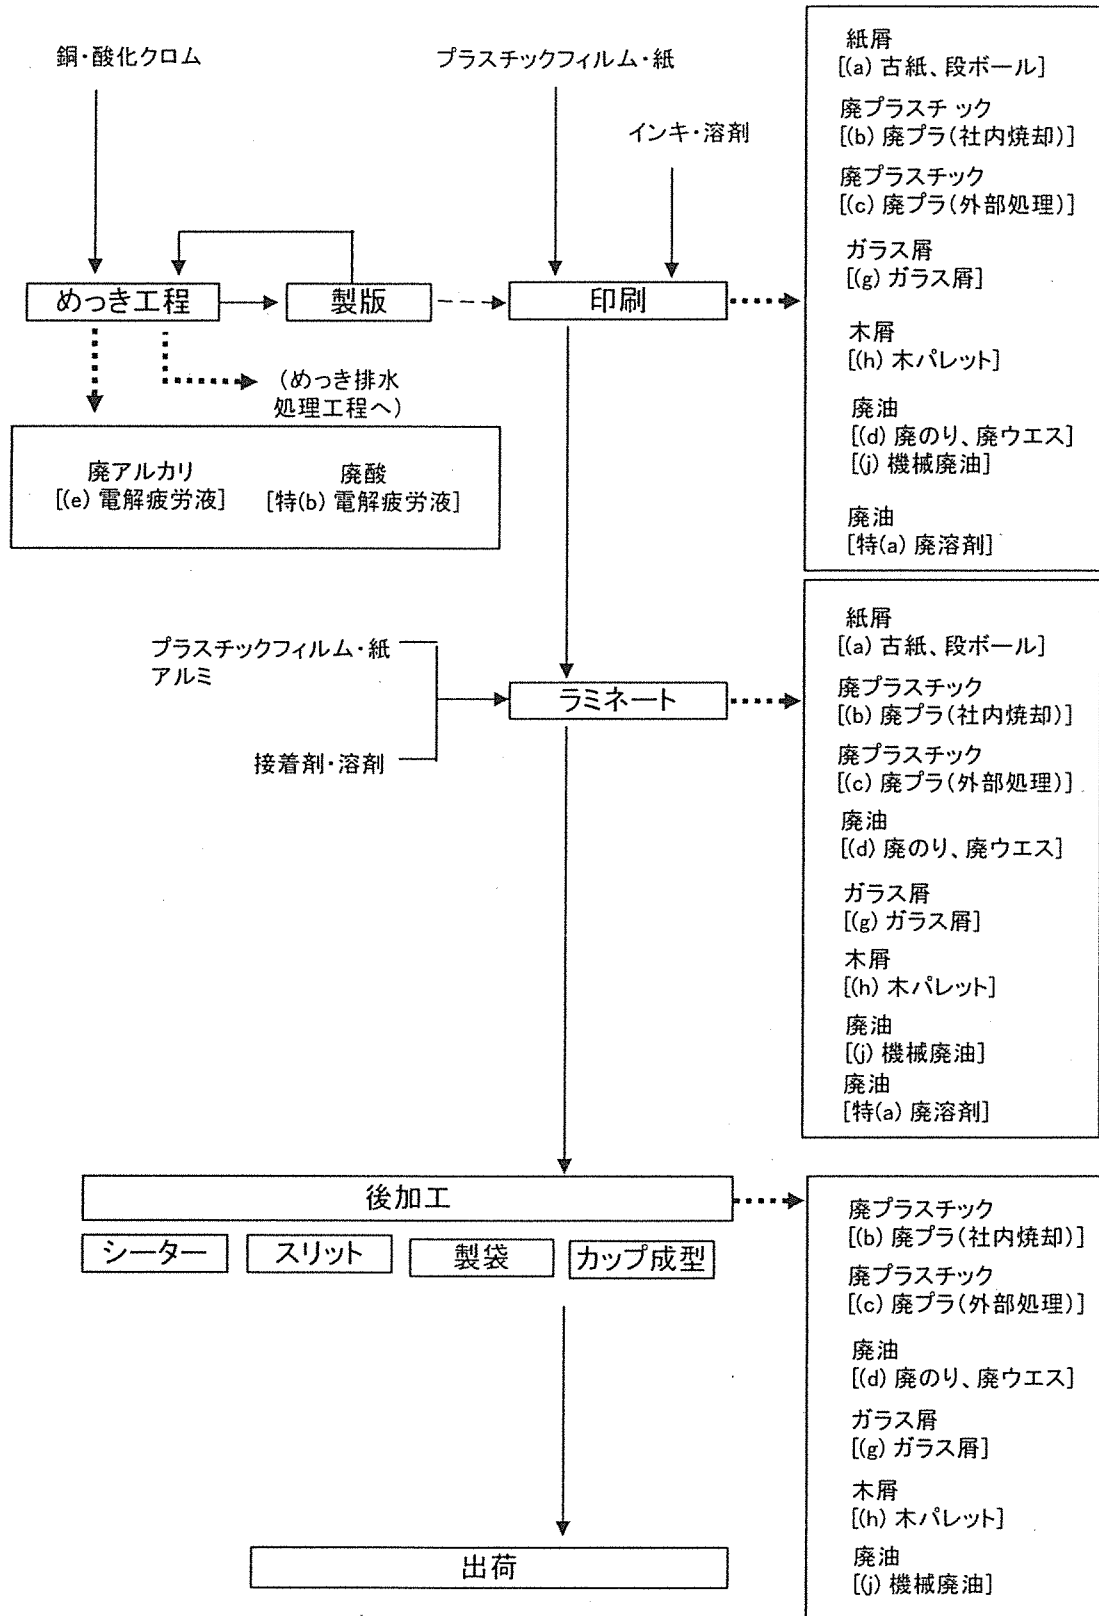 銅・酸化クロム
プラスチックフィルム・紙
インキ・溶剤
めっき工程
製版
印刷
(めっき排水
処理工程へ)
廃アルカリ
[(e) 電解疲労液]
廃酸
[特(b) 電解疲労液]
紙屑
[(a) 古紙、段ボール]
廃プラスチック
[(b) 廃プラ(社内焼却)]
廃プラスチック
[(c) 廃プラ(外部処理)]
ガラス屑
[(g) ガラス屑]
木屑
[(h) 木パレット]
廃油
[(d) 廃のり、廃ウエス]
[(j) 機械廃油]
廃油
[特(a) 廃溶剤]
プラスチックフィルム・紙
アルミ
接着剤・溶剤
ラミネート
紙屑
[(a) 古紙、段ボール]
廃プラスチック
[(b) 廃プラ(社内焼却)]
廃プラスチック
[(c) 廃プラ(外部処理)]
廃油
[(d) 廃のり、廃ウエス]
ガラス屑
[(g) ガラス屑]
木屑
[(h) 木パレット]
廃油
[(j) 機械廃油]
廃油
[特(a) 廃溶剤]
後加工
シーター
スリット
製袋
カップ成型
廃プラスチック
[(b) 廃プラ(社内焼却)]
廃プラスチック
[(c) 廃プラ(外部処理)]
廃油
[(d) 廃のり、廃ウエス]
ガラス屑
[(g) ガラス屑]
木屑
[(h) 木パレット]
廃油
[(j) 機械廃油]
出荷